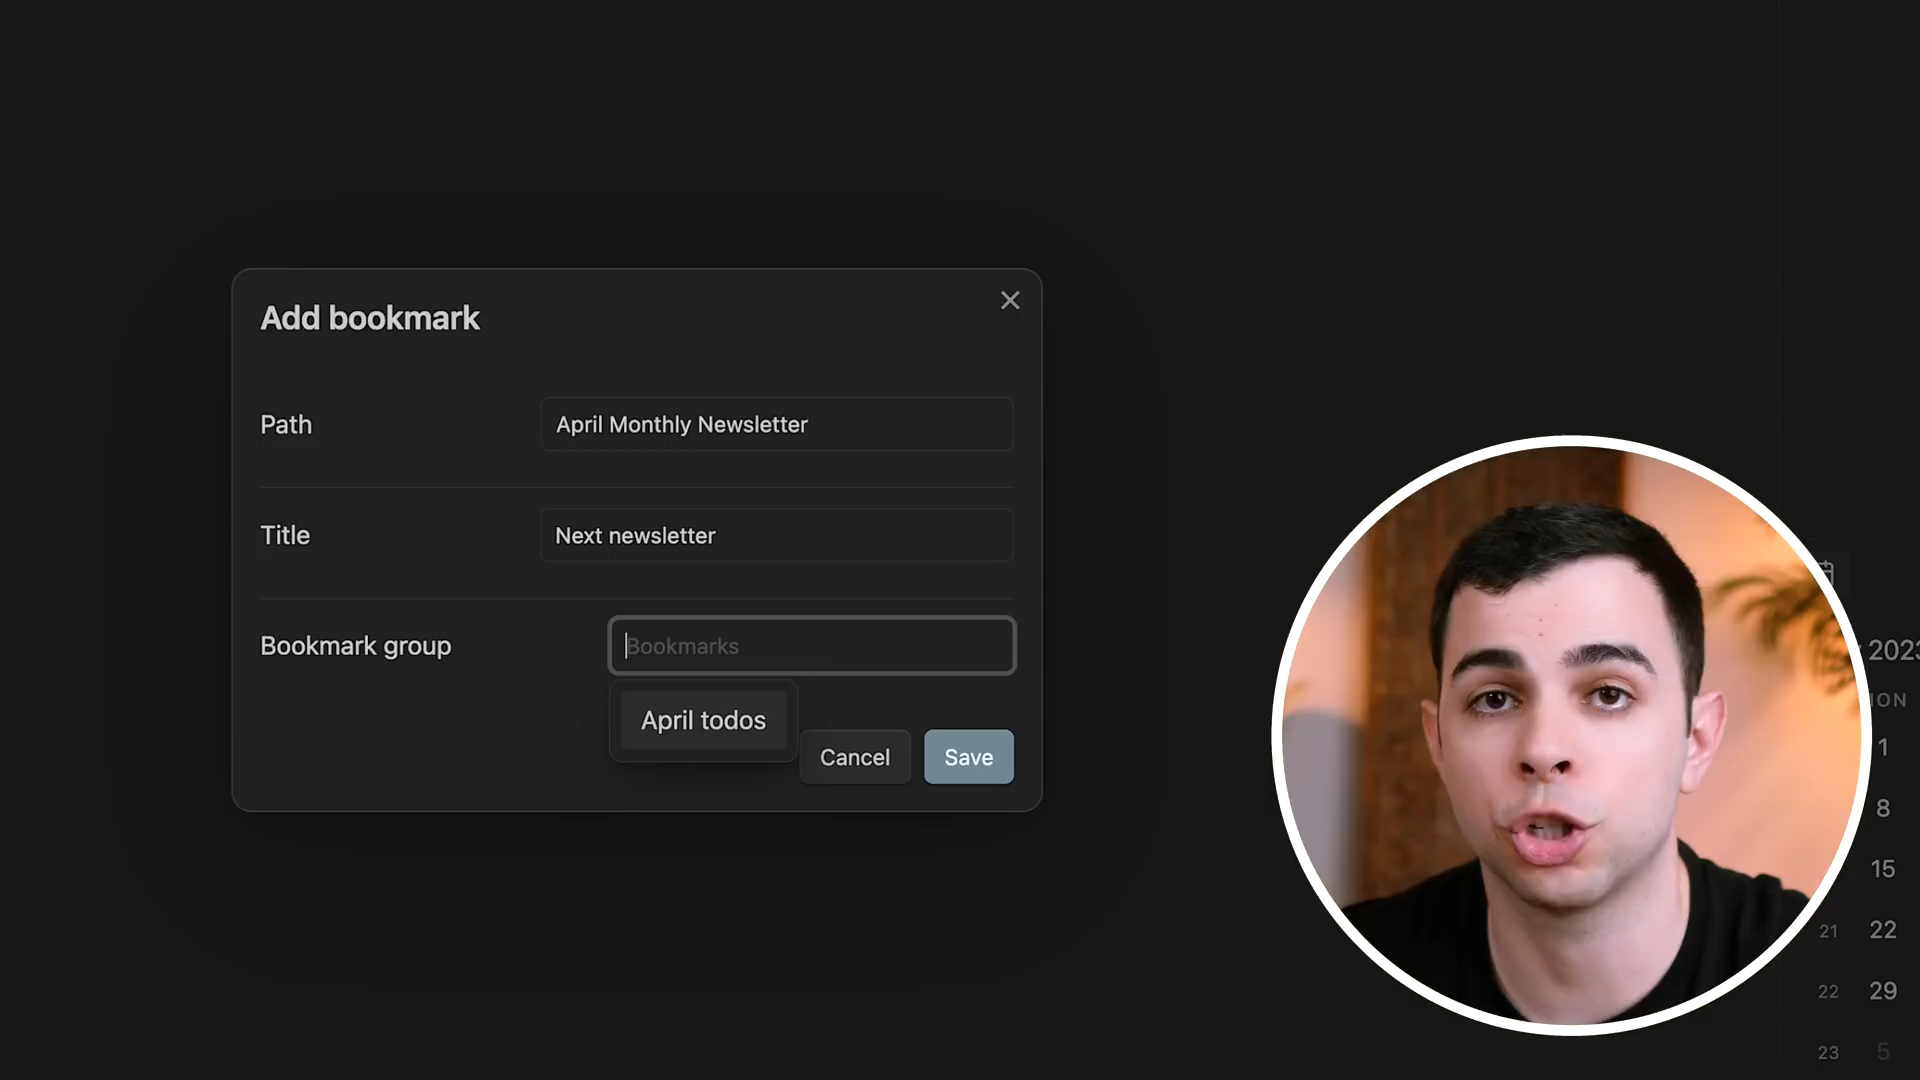 Add bookmark
Path
April Monthly Newsletter
Title
Next newsletter
Bookmark group
Bookmarks
April todos
Cancel
Save
2023
ON
1
8
15
21 22
22 29
23 5